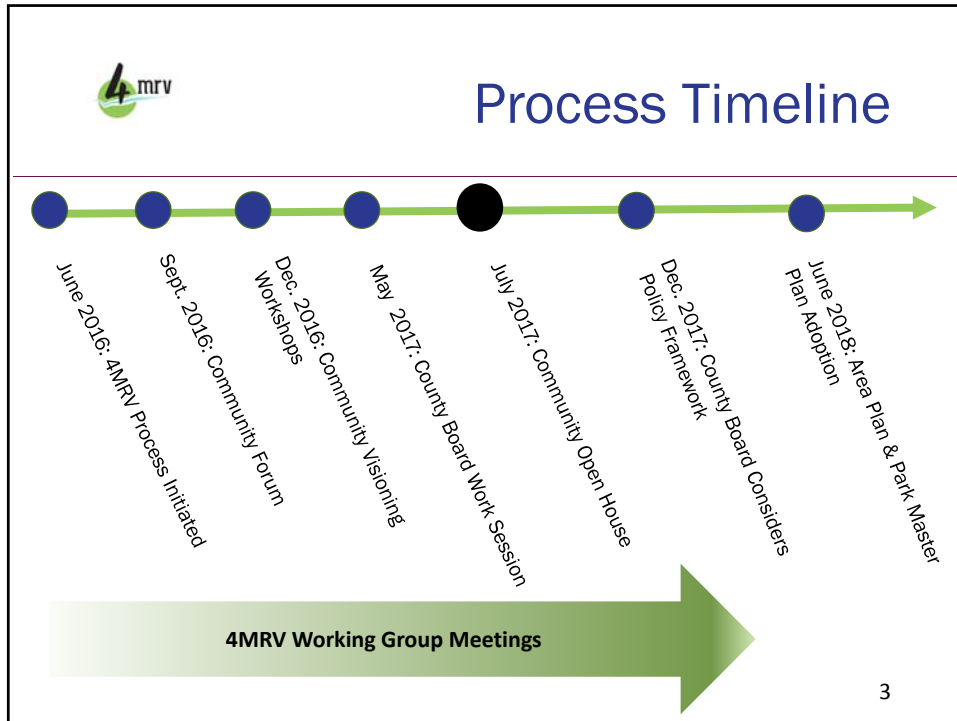 4 mrv
Process Timeline
June 2016: 4MRV Process Initiated
Sept. 2016: Community Forum
Dec. 2016: Community Visioning
Workshops
May 2017: County Board Work Session
July 2017: Community Open House
Dec. 2017: County Board Considers
Policy Framework
June 2018: Area Plan & Park Master
Plan Adoption
4MRV Working Group Meetings
3